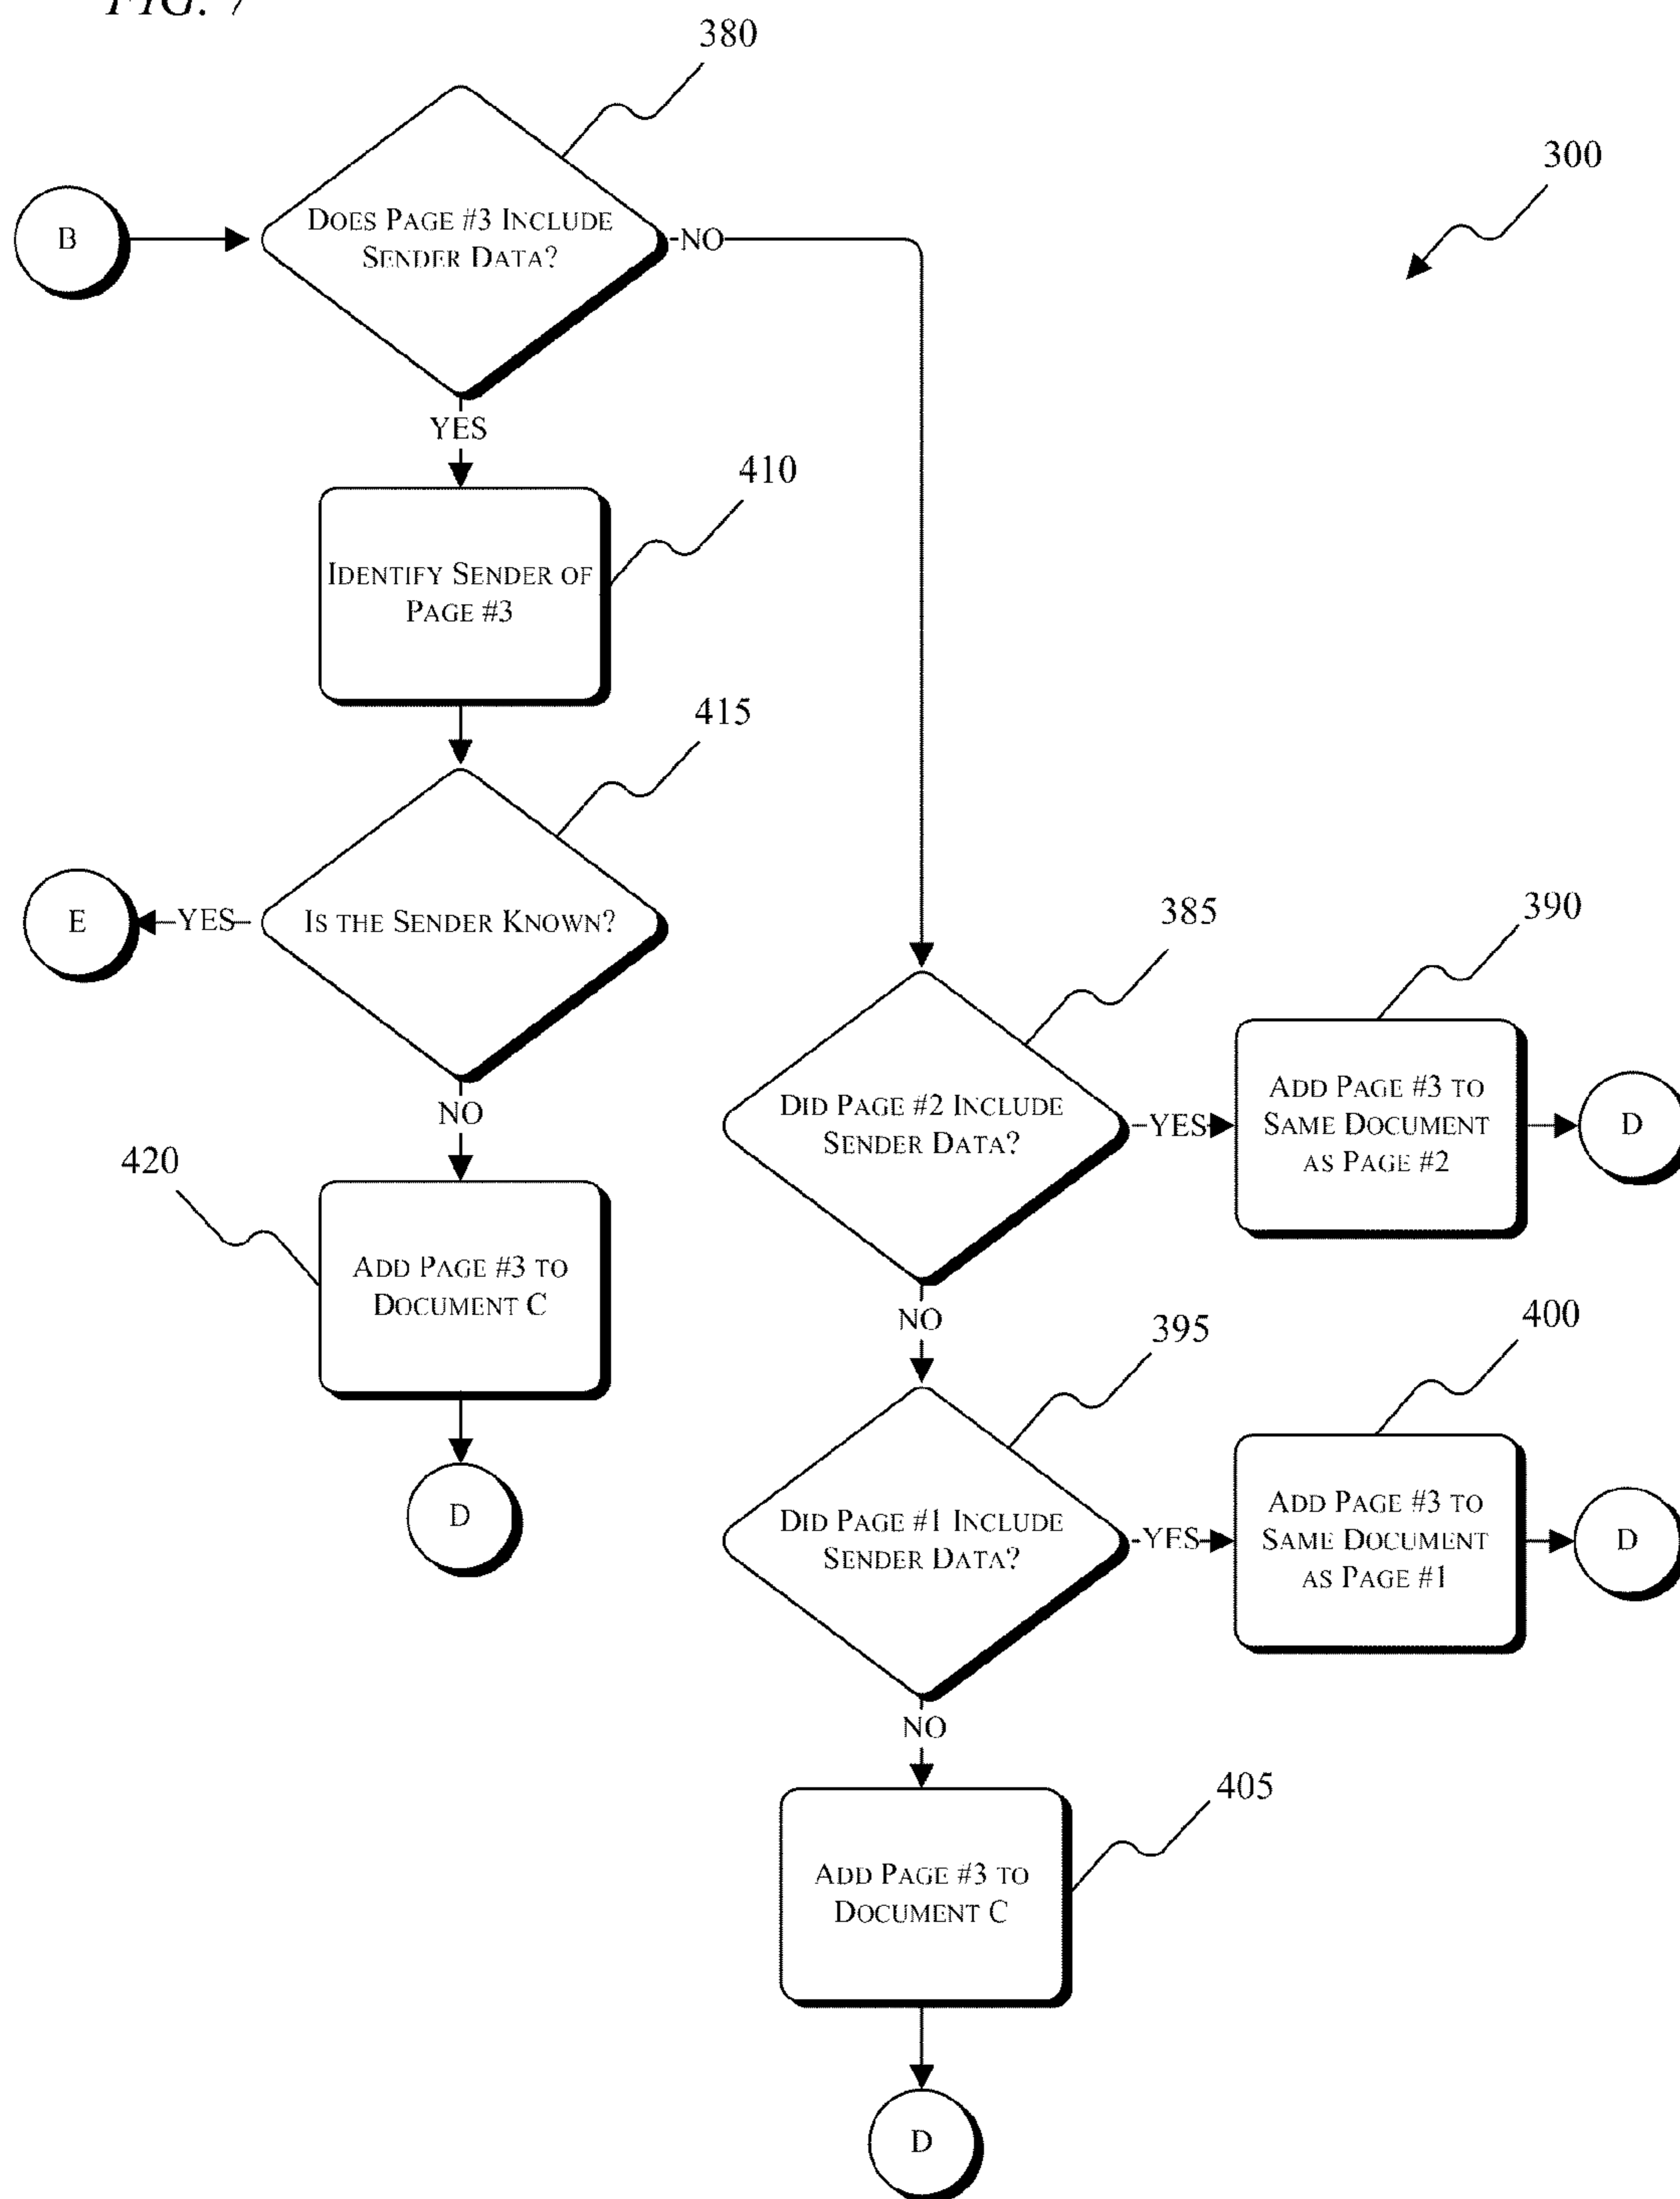 FIG. 7
380
300
B
DOES PAGE #3 INCLUDE
SENDER DATA?
NO
YES
410
IDENTIFY SENDER OF
PAGE #3
415
E
YES
IS THE SENDER KNOWN?
385
390
NO
DID PAGE #2 INCLUDE
SENDER DATA?
YES
ADD PAGE #3 TO
SAME DOCUMENT
AS PAGE #2
D
420
ADD PAGE #3 TO
DOCUMENT C
NO
395
400
D
DID PAGE #1 INCLUDE
SENDER DATA?
YES
ADD PAGE #3 TO
SAME DOCUMENT
AS PAGE #1
D
NO
405
ADD PAGE #3 TO
DOCUMENT C
D